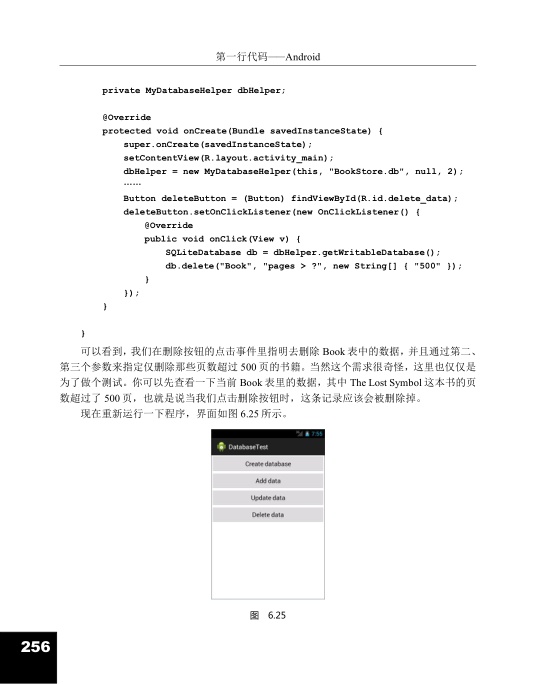 第一行代码——Android
private MyDatabaseHelper dbHelper;
@Override
protected void onCreate(Bundle savedInstanceState) {
super.onCreate(savedInstanceState);
setContentView(R.layout.activity_main);
dbHelper = new MyDatabaseHelper(this, "BookStore.db", null, 2);
……
Button deleteButton = (Button) findViewById(R.id.delete_data);
deleteButton.setOnClickListener(new OnClickListener() {
@Override
public void onClick(View v) {
SQLiteDatabase db = dbHelper.getWritableDatabase();
db.delete("Book", "pages > ?", new String[] { "500" });
}
});
}
}
可以看到，我们在删除按钮的点击事件里指明去删除 Book 表中的数据，并且通过第二、
第三个参数来指定仅删除那些页数超过 500 页的书籍。当然这个需求很奇怪，这里也仅仅是
为了做个测试。你可以先查看一下当前 Book 表里的数据，其中 The Lost Symbol 这本书的页
数超过了 500 页，也就是说当我们点击删除按钮时，这条记录应该会被删除掉。
现在重新运行一下程序，界面如图 6.25 所示。
7:56
DatabaseTest
Create database
Add data
Update data
Delete data
图 6.25
256